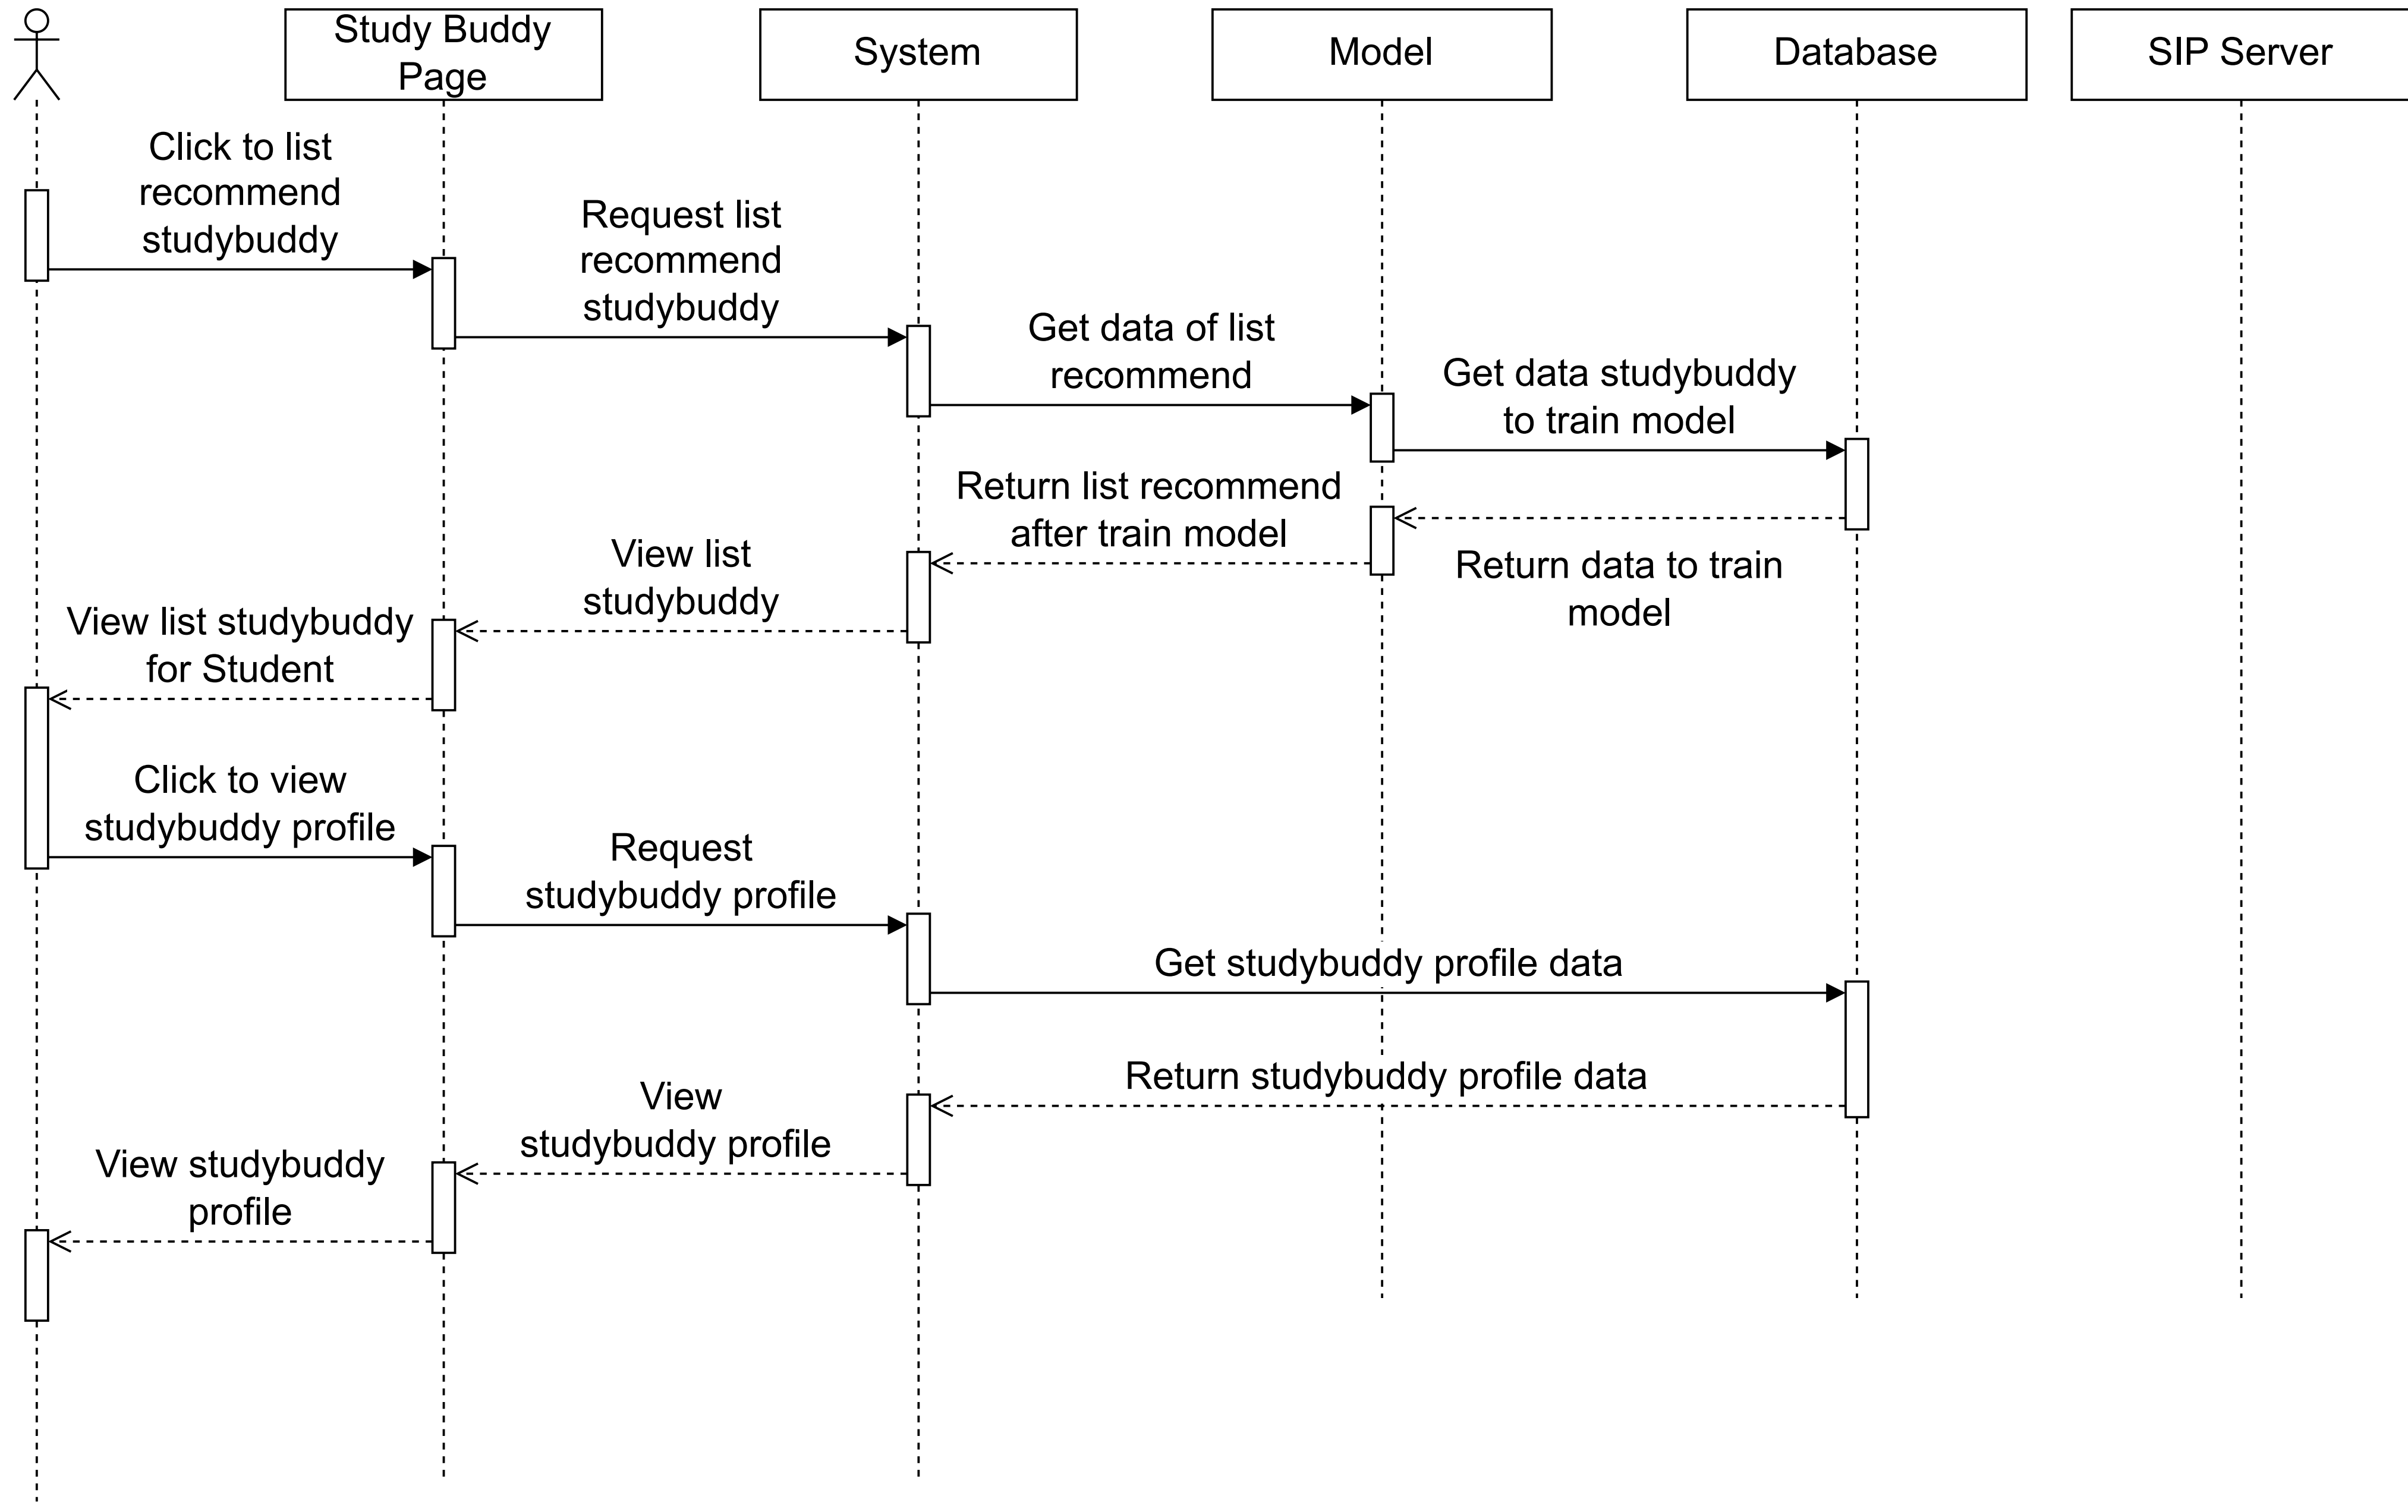 Study Buddy
Page
System
Model
Database
SIP Server
Click to list
recommend
studybuddy
Request list
recommend
studybuddy
Get data of list
recommend
Get data studybuddy
to train model
Return list recommend
after train model
Return data to train
model
View list
studybuddy
View list studybuddy
for Student
Click to view
studybuddy profile
Request
studybuddy profile
Get studybuddy profile data
Return studybuddy profile data
View
studybuddy profile
View studybuddy
profile